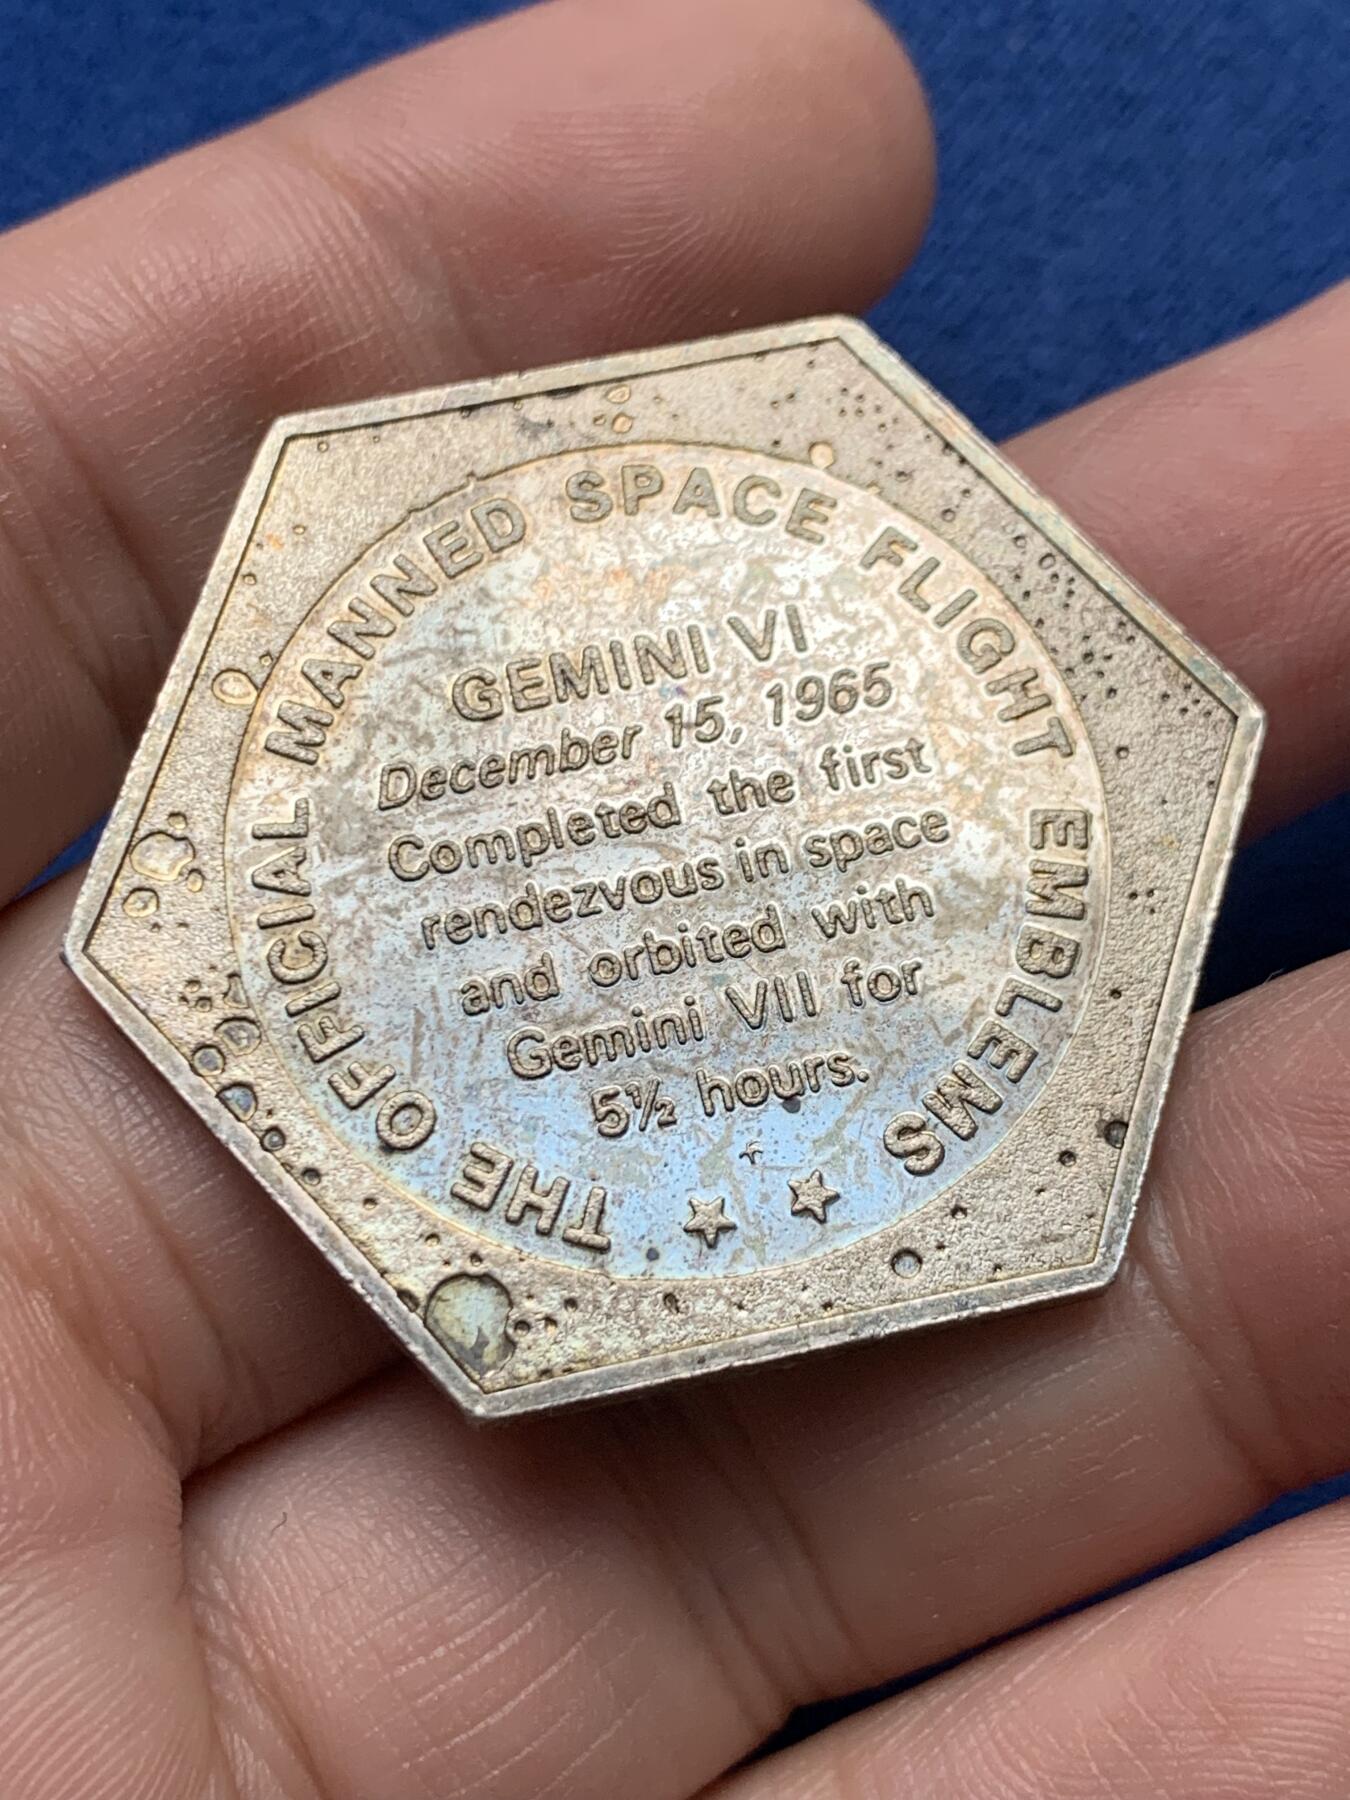 THE OFFICIAL MANNED SPACE FLIGHT EMBLEMS
GEMINI VI
December 15, 1965
Completed the first
rendezvous in space
and orbited with
Gemini VII for
5½ hours.